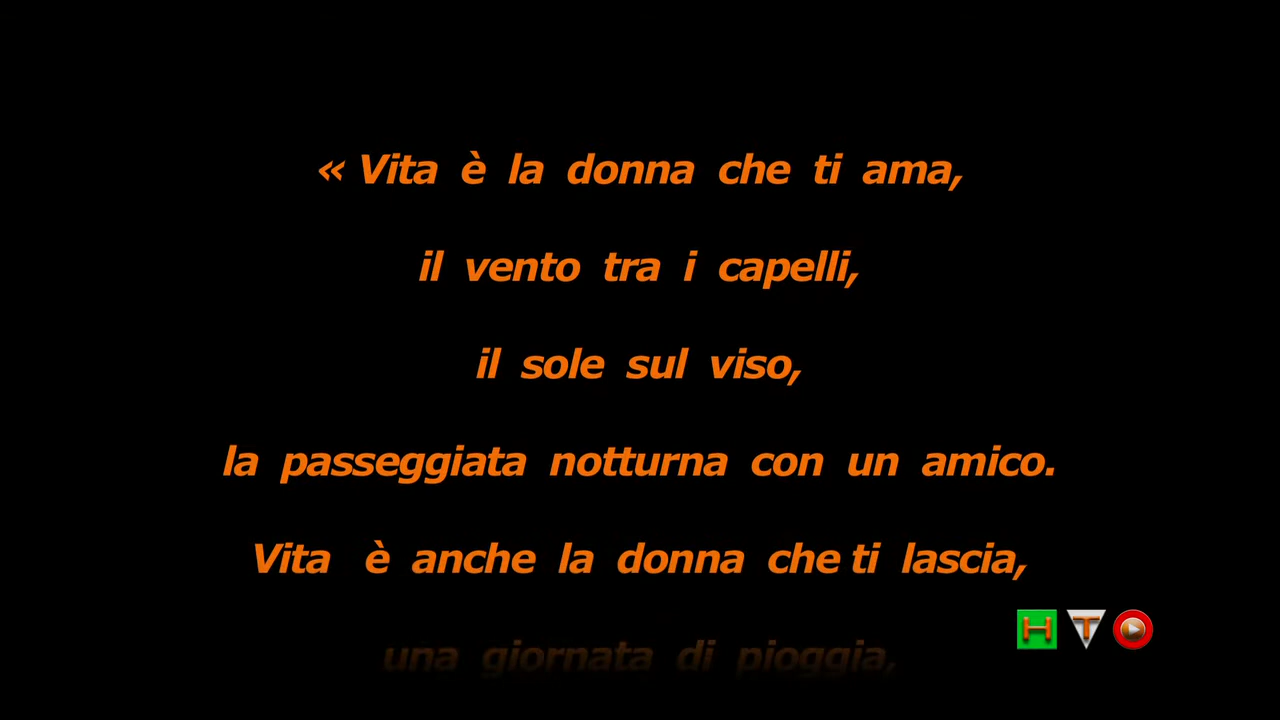 « Vita è la donna che ti ama,
il vento tra i capelli,
il sole sul viso,
la passeggiata notturna con un amico.
Vita è anche la donna che ti lascia,
una giornata di pioggia,
H T